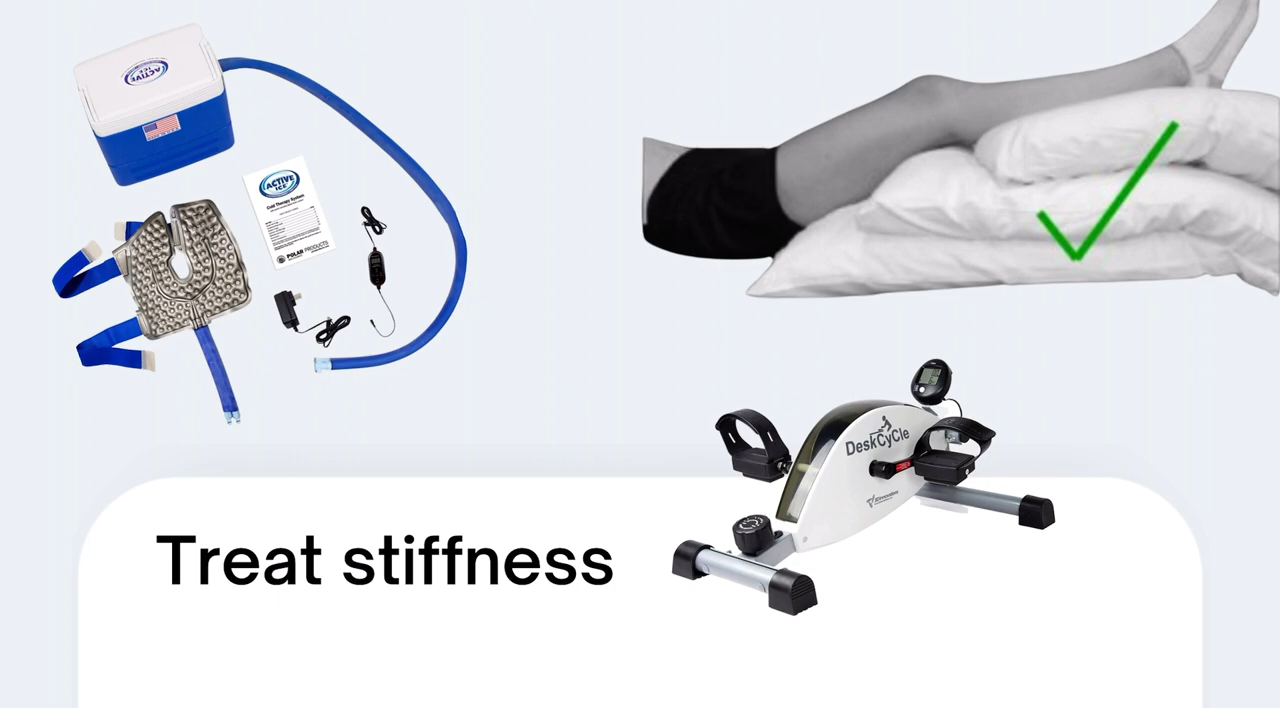 ACTIVE
ICE
ACTIVE
ICE
Cold Therapy System
POLAR PRODUCTS
DeskCyCle
Treat stiffness